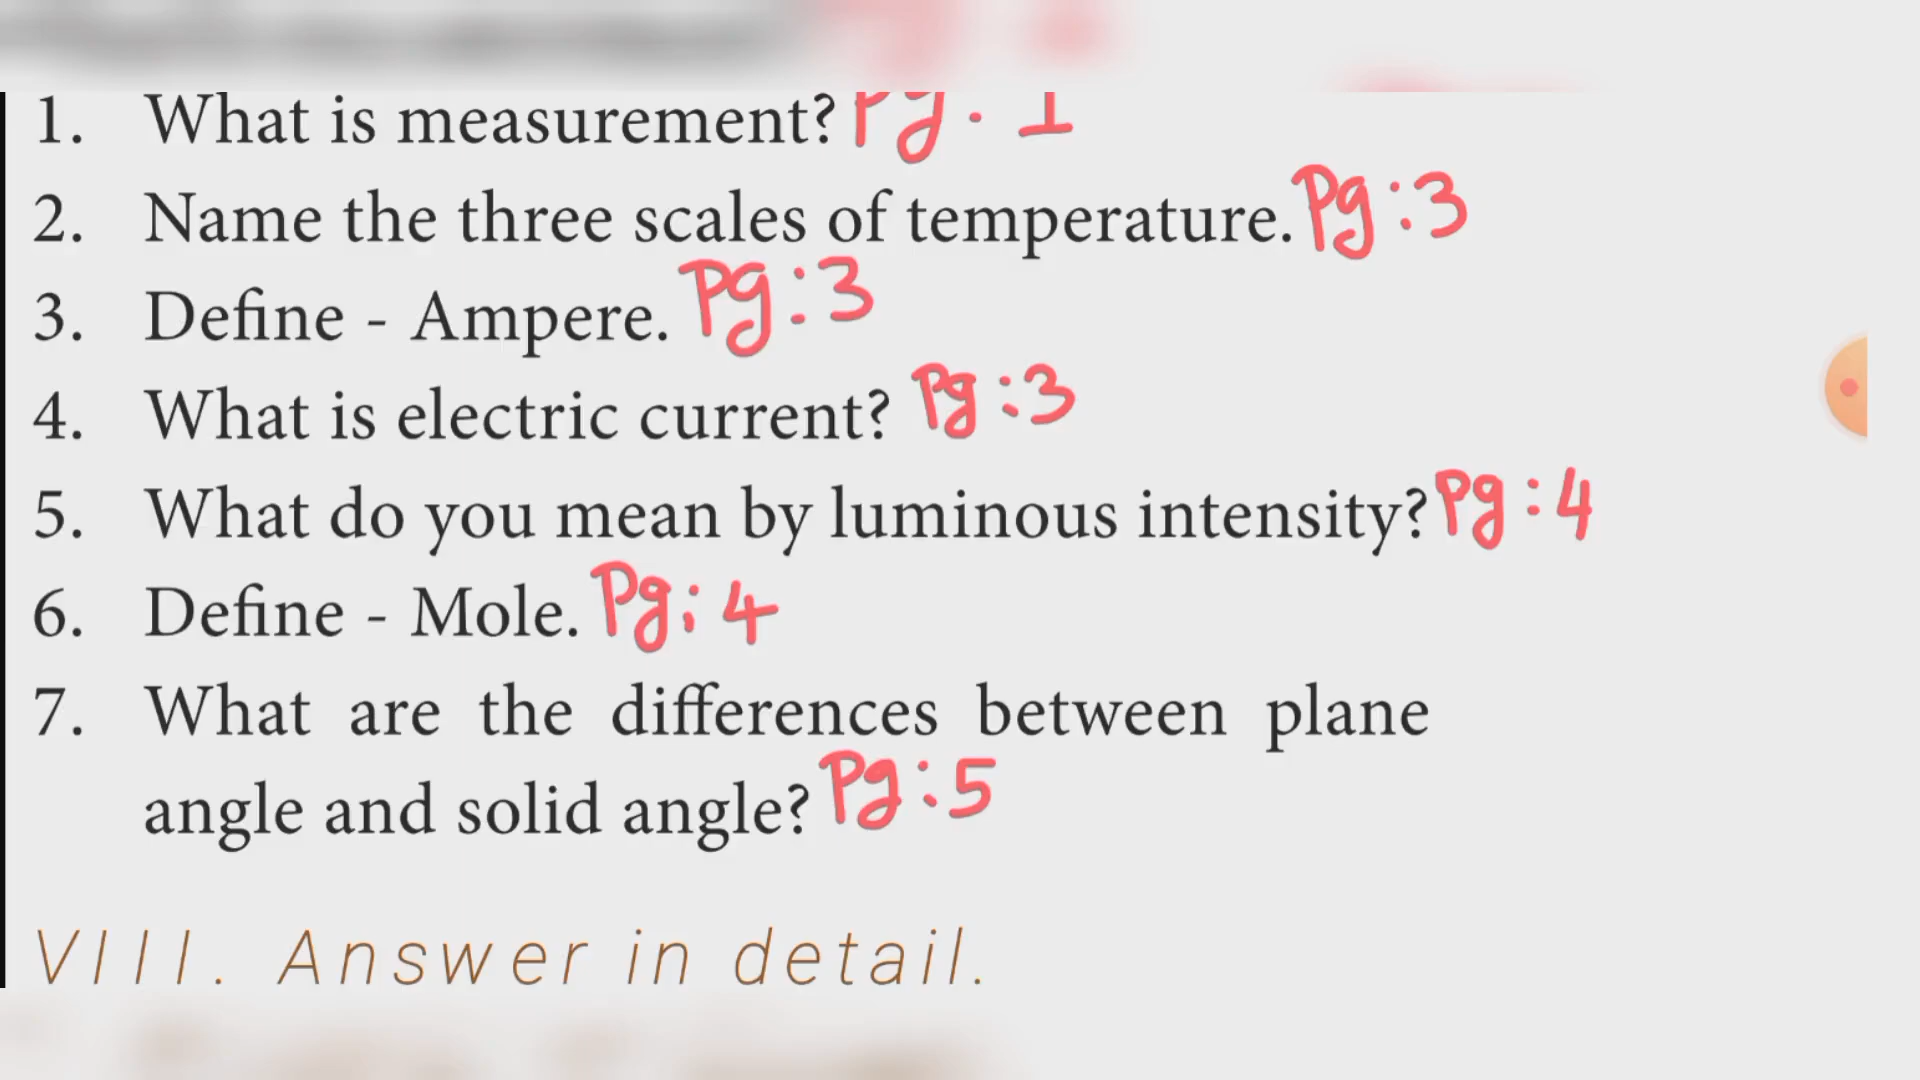 1. What is measurement? Pg. 1
2. Name the three scales of temperature. Pg:3
3. Define - Ampere. Pg:3
4. What is electric current? Pg:3
5. What do you mean by luminous intensity? Pg:4
6. Define - Mole. Pg: 4
7. What are the differences between plane
angle and solid angle? Pg:5
VIII. Answer in detail.